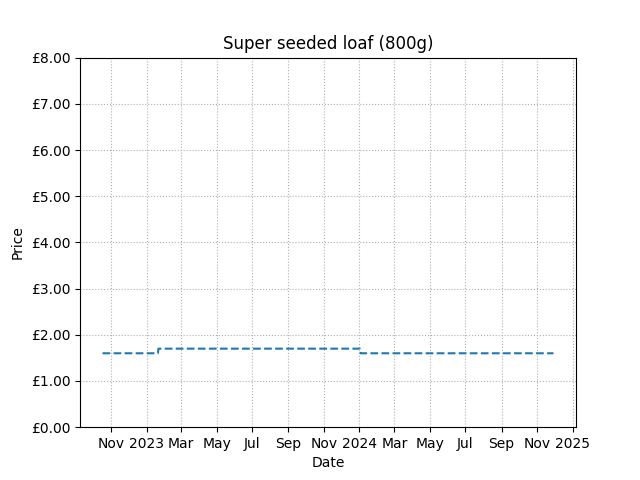 Super seeded loaf (800g)
£8.00
£7.00
£6.00
£5.00
£4.00
£3.00
£2.00
£1.00
£0.00
Price
Nov 2023 Mar May Jul Sep Nov 2024 Mar May Jul Sep Nov 2025
Date